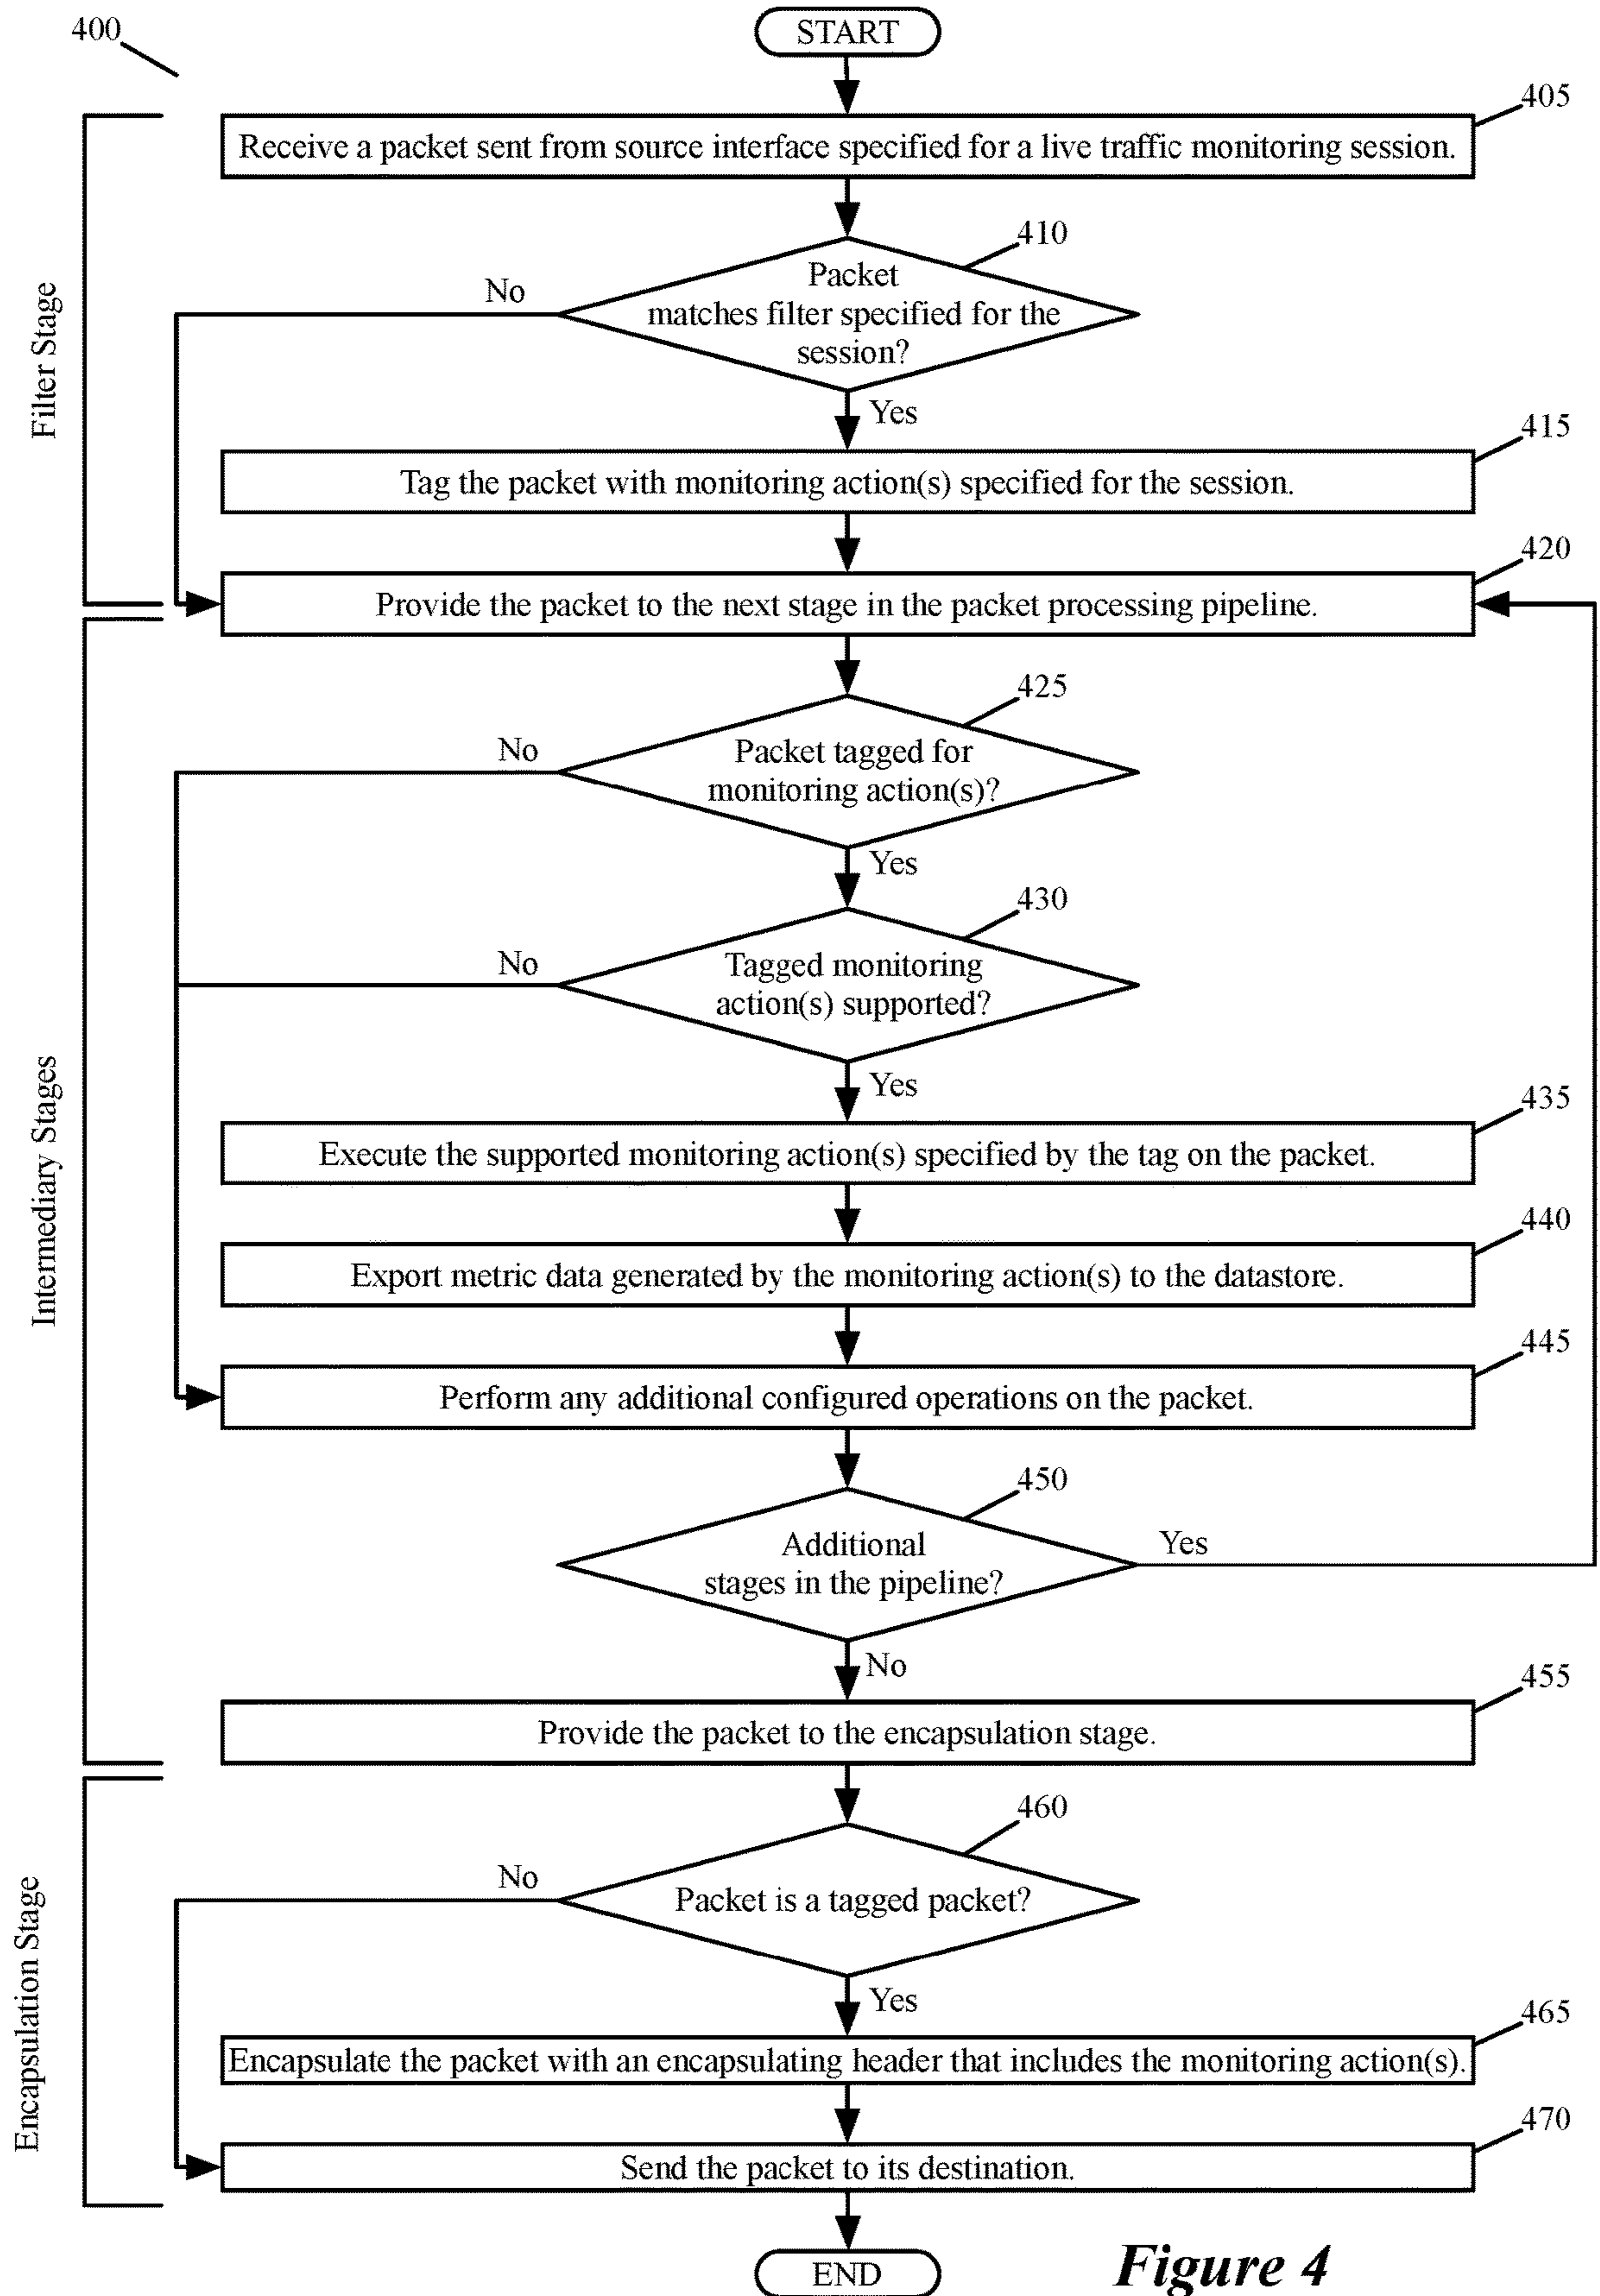 400
START
405
Receive a packet sent from source interface specified for a live traffic monitoring session.
410
No
Packet
matches filter specified for the
session?
Yes
Filter Stage
415
Tag the packet with monitoring action(s) specified for the session.
420
Provide the packet to the next stage in the packet processing pipeline.
425
No
Packet tagged for
monitoring action(s)?
Yes
430
No
Tagged monitoring
action(s) supported?
Yes
Intermediary Stages
435
Execute the supported monitoring action(s) specified by the tag on the packet.
440
Export metric data generated by the monitoring action(s) to the datastore.
445
Perform any additional configured operations on the packet.
450
Additional
stages in the pipeline?
Yes
No
455
Provide the packet to the encapsulation stage.
460
No
Packet is a tagged packet?
Yes
Encapsulation Stage
465
Encapsulate the packet with an encapsulating header that includes the monitoring action(s).
470
Send the packet to its destination.
END
Figure 4